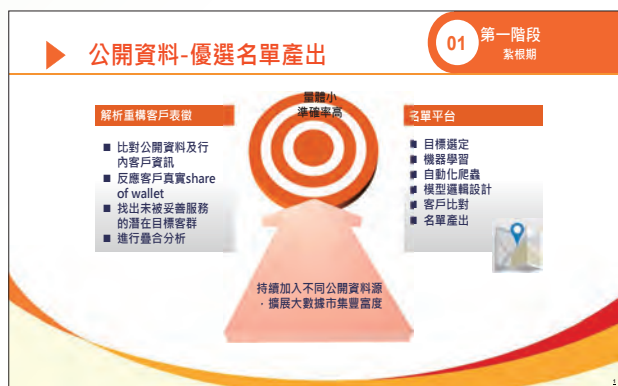 公開資料-優選名單產出
01
第一階段
紮根期
解析重構客戶表徵
■ 比對公開資料及行
內客戶資訊
■ 反應客戶真實share
of wallet
■ 找出未被妥善服務
的潛在目標客群
■ 進行疊合分析
量體小
準確率高
名單平台
■ 目標選定
■ 機器學習
■ 自動化爬蟲
■ 模型邏輯設計
■ 客戶比對
■ 名單產出
持續加入不同公開資料源
,擴展大數據市集豐富度
1